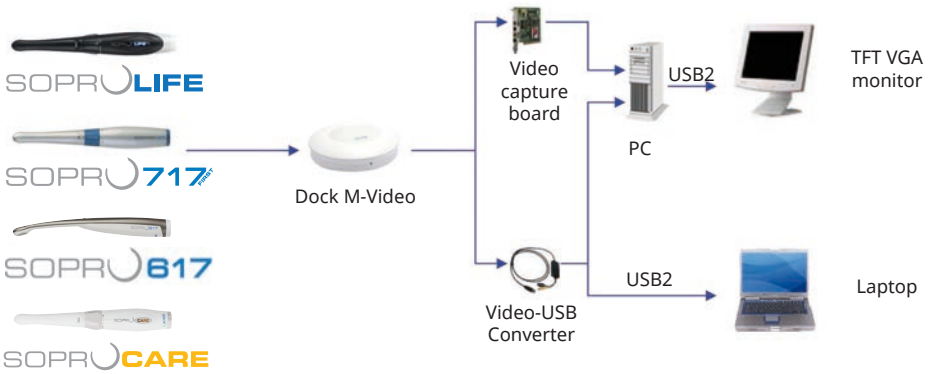 LIFE
SOPROLIFE
SOPRO717 FIRST
SOPRO617
SOPROCARE
Dock M-Video
Video
capture
board
Video-USB
Converter
USB2
PC
USB2
TFT VGA
monitor
Laptop